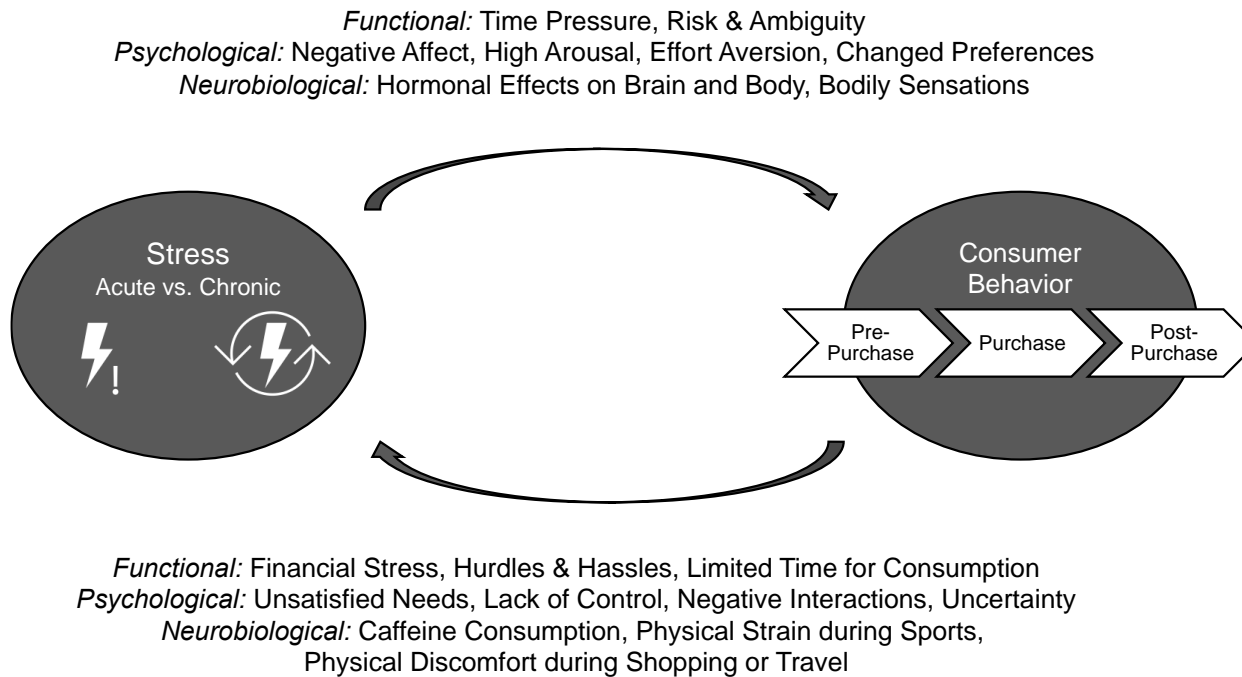 Functional: Time Pressure, Risk & Ambiguity
Psychological: Negative Affect, High Arousal, Effort Aversion, Changed Preferences
Neurobiological: Hormonal Effects on Brain and Body, Bodily Sensations
Stress
Acute vs. Chronic
!
Consumer
Behavior
Pre-
Purchase
Purchase
Post-
Purchase
Functional: Financial Stress, Hurdles & Hassles, Limited Time for Consumption
Psychological: Unsatisfied Needs, Lack of Control, Negative Interactions, Uncertainty
Neurobiological: Caffeine Consumption, Physical Strain during Sports,
Physical Discomfort during Shopping or Travel